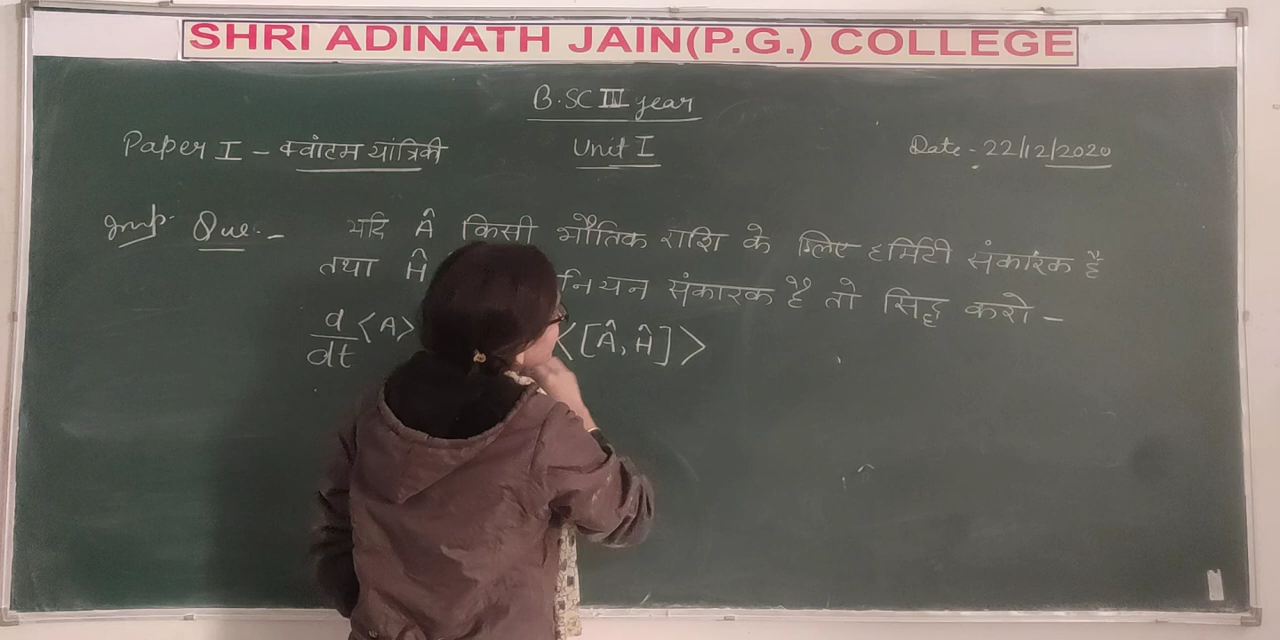 SHRI ADINATH JAIN(P.G.) COLLEGE
B.SC III year
Paper I - क्वांटम यांत्रिकी Unit I Date - 22/12/2020
Imp. Que. - यदि Â किसी भौतिक राशि के लिए हर्मिटी संकारक है
तथा Ĥ नियन संकारक है तो सिद्ध करो -
d/dt <A> <[Â, Ĥ]>